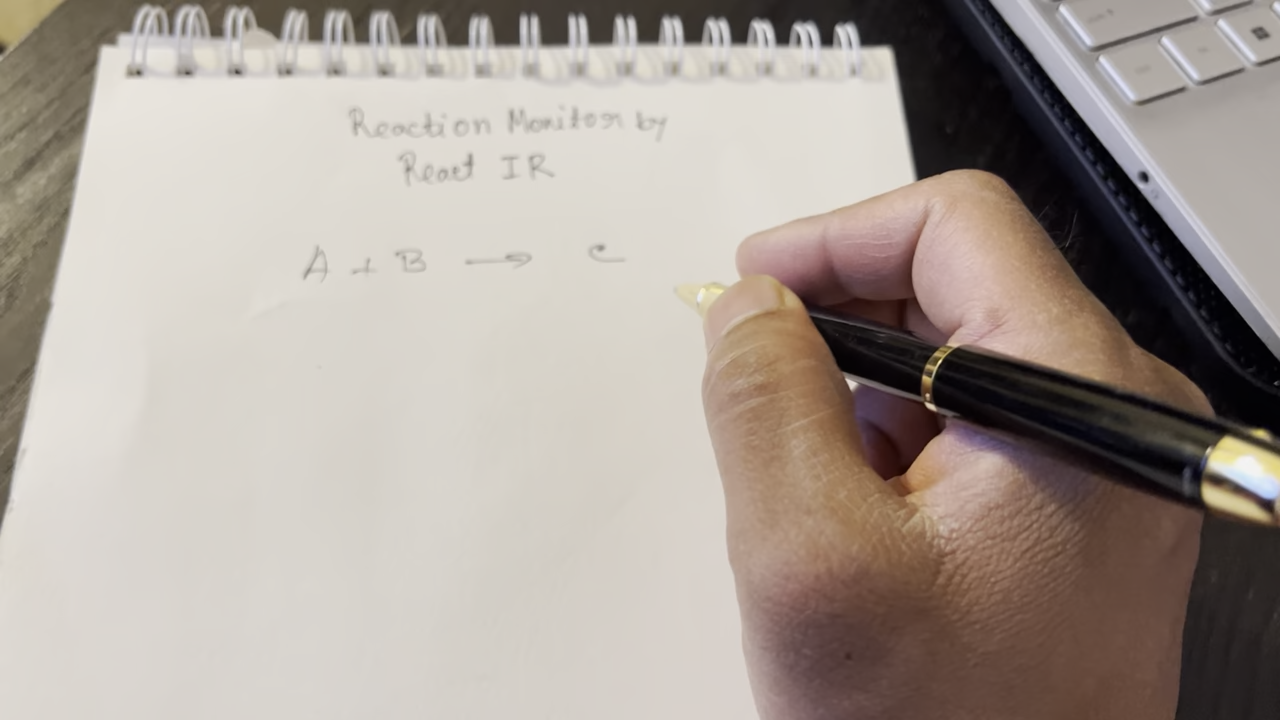 Reaction Monitor by
React IR
A + B → C